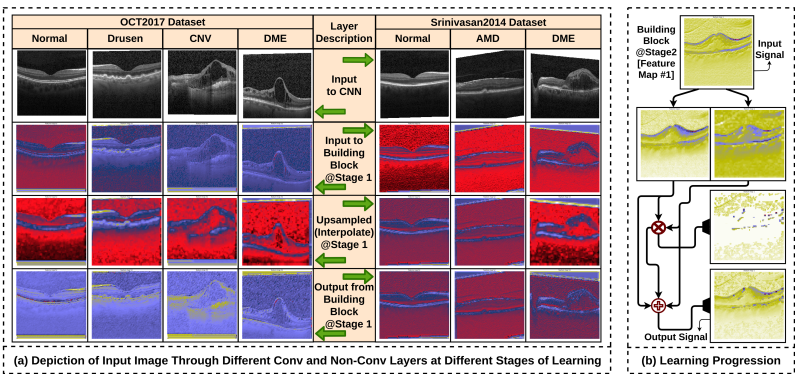 OCT2017 Dataset
Layer
Description
Srinivasan2014 Dataset
Normal
Drusen
CNV
DME
Normal
AMD
DME
Input
to CNN
Input to
Building
Block
@Stage 1
Upsampled
(Interpolate)
@Stage 1
Output from
Building
Block
@Stage 1
(a) Depiction of Input Image Through Different Conv and Non-Conv Layers at Different Stages of Learning
Building
Block
@Stage2
[Feature
Map #1]
Input
Signal
Output Signal
(b) Learning Progression